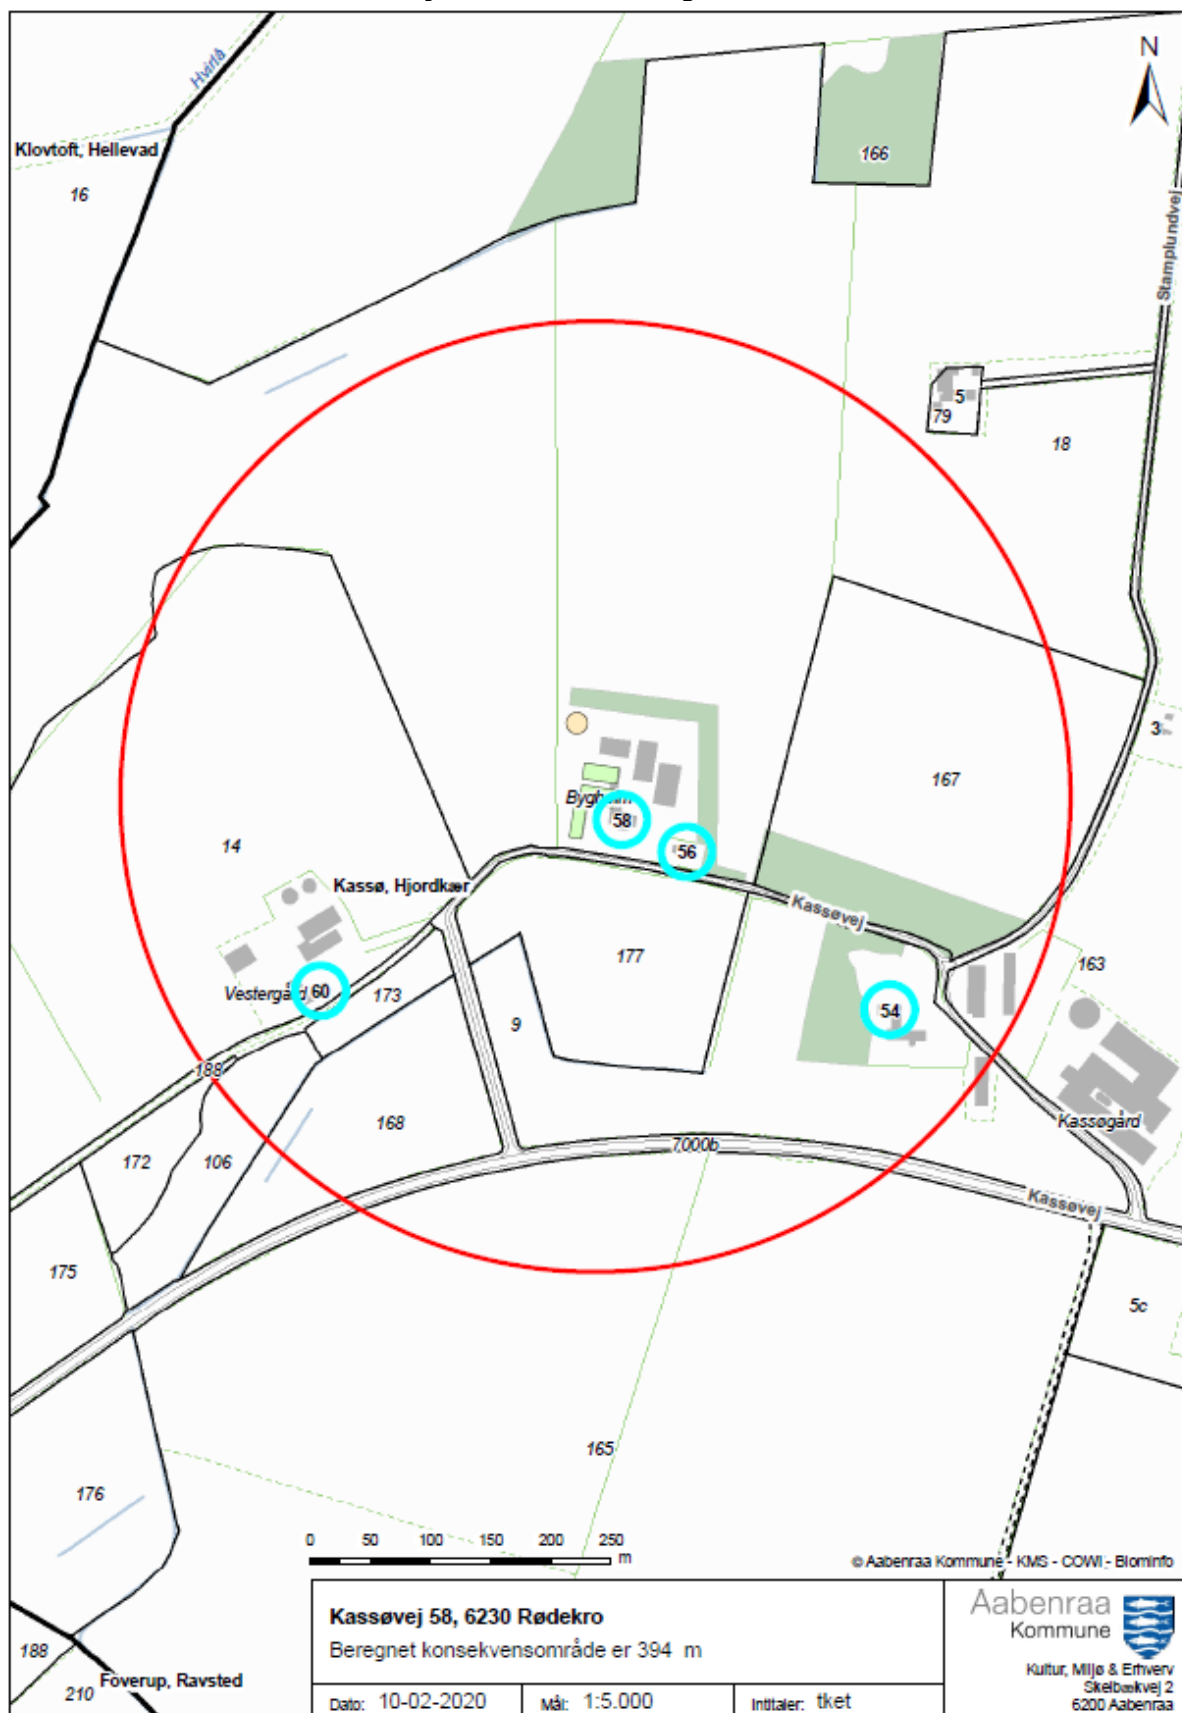 Hvirlå
N
Klovtoft, Hellevad
16
166
Stamplundvej
5
79
18
3
167
Bygholm
58
56
14
Kassø, Hjordkær
Kassøvej
177
163
Vestergård
60
173
9
54
188
168
7000b
Kassøgård
172
106
Kassøvej
175
5c
165
176
0 50 100 150 200 250
m
© Aabenraa Kommune - KMS - COWI - BlomInfo
188
210
Foverup, Ravsted
Kassøvej 58, 6230 Rødekro
Beregnet konsekvensområde er 394 m
Dato: 10-02-2020
Mål: 1:5.000
Intitaler: tket
Aabenraa
Kommune
Kultur, Miljø & Erhverv
Skelbækvej 2
6200 Aabenraa